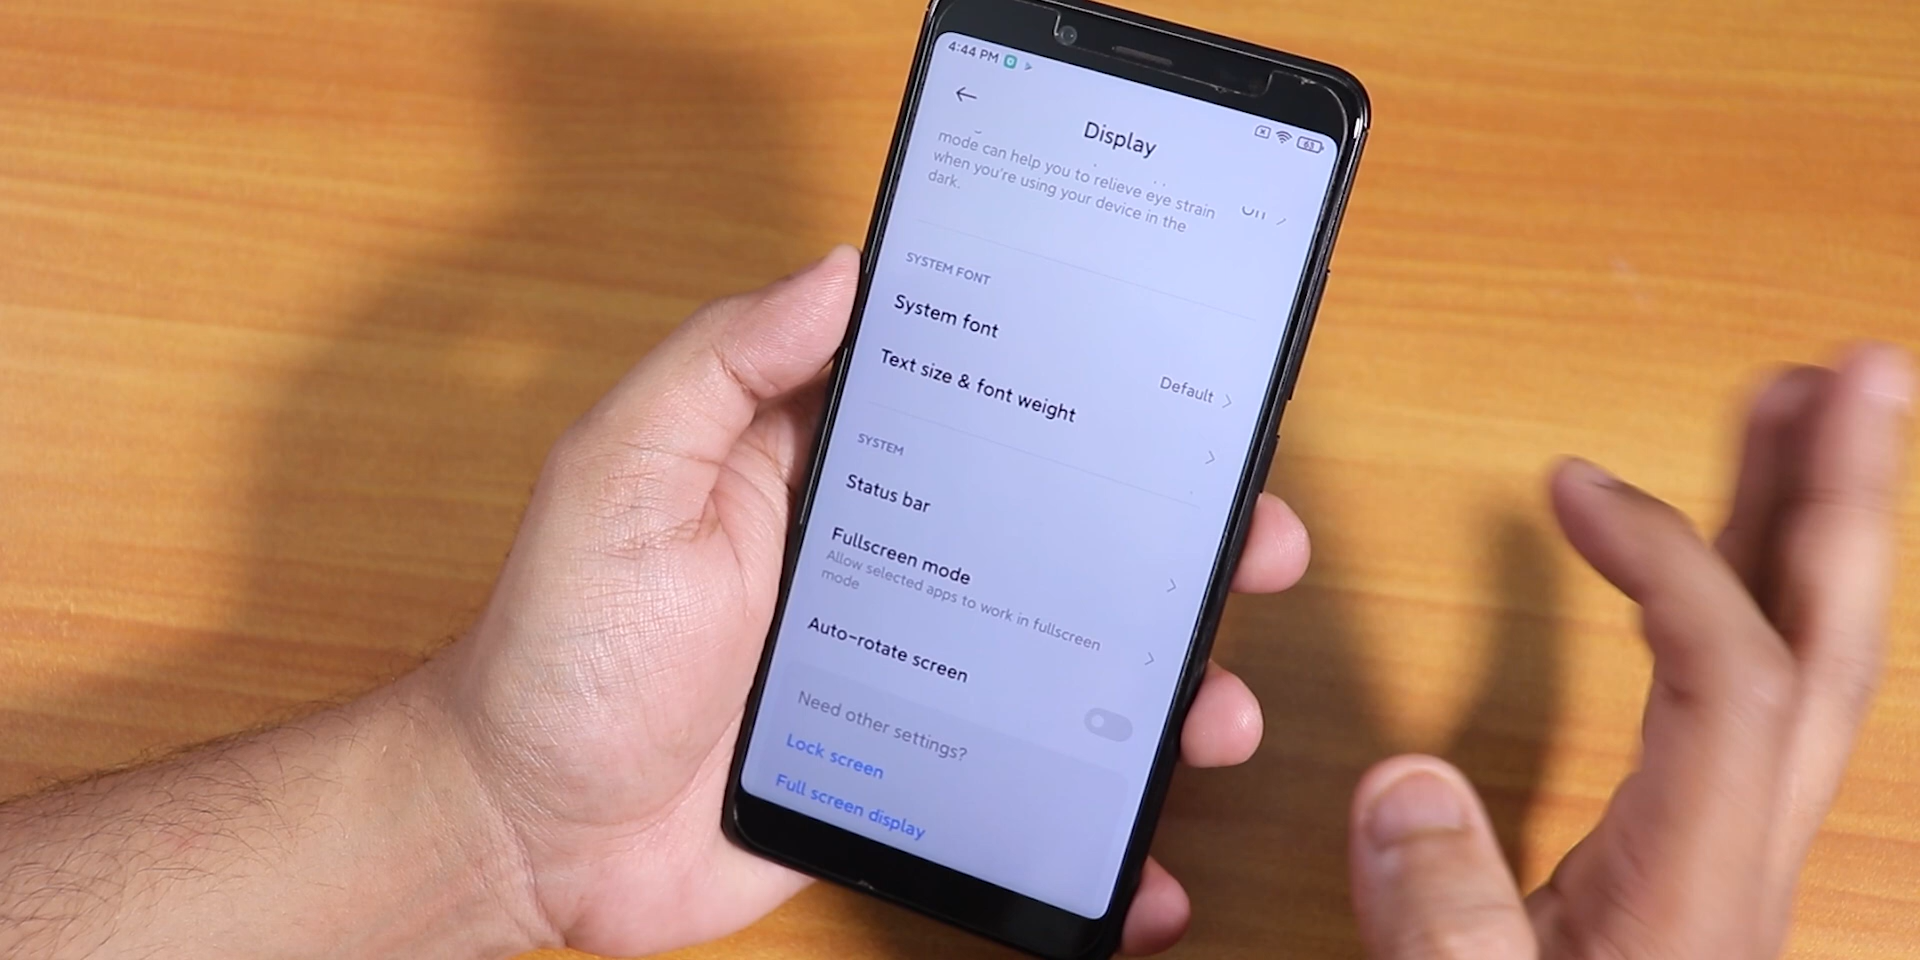 4:44 PM
63
Display
mode can help you to relieve eye strain
when you're using your device in the
dark.
SYSTEM FONT
System font
Default
Text size & font weight
SYSTEM
Status bar
Fullscreen mode
Allow selected apps to work in fullscreen
mode
Auto-rotate screen
Need other settings?
Lock screen
Full screen display